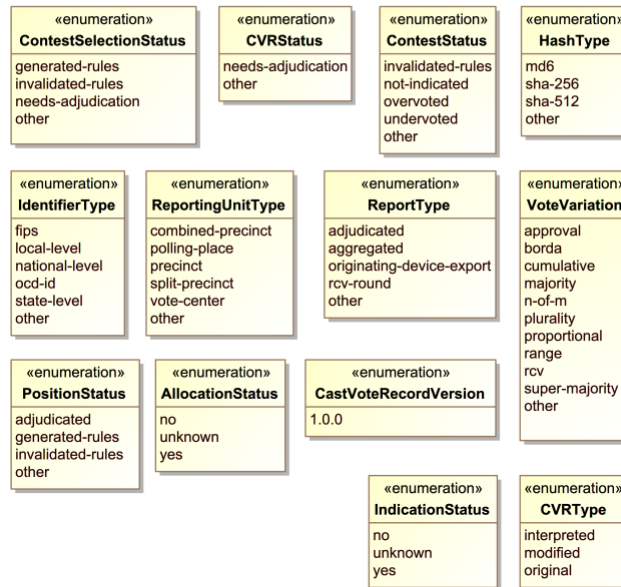 «enumeration»
ContestSelectionStatus
generated-rules
invalidated-rules
needs-adjudication
other
«enumeration»
CVRStatus
needs-adjudication
other
«enumeration»
ContestStatus
invalidated-rules
not-indicated
overvoted
undervoted
other
«enumeration»
HashType
md6
sha-256
sha-512
other
«enumeration»
IdentifierType
fips
local-level
national-level
ocd-id
state-level
other
«enumeration»
ReportingUnitType
combined-precinct
polling-place
precinct
split-precinct
vote-center
other
«enumeration»
ReportType
adjudicated
aggregated
originating-device-export
rcv-round
other
«enumeration»
VoteVariation
approval
borda
cumulative
majority
n-of-m
plurality
proportional
range
rcv
super-majority
other
«enumeration»
PositionStatus
adjudicated
generated-rules
invalidated-rules
other
«enumeration»
AllocationStatus
no
unknown
yes
«enumeration»
CastVoteRecordVersion
1.0.0
«enumeration»
IndicationStatus
no
unknown
yes
«enumeration»
CVRType
interpreted
modified
original